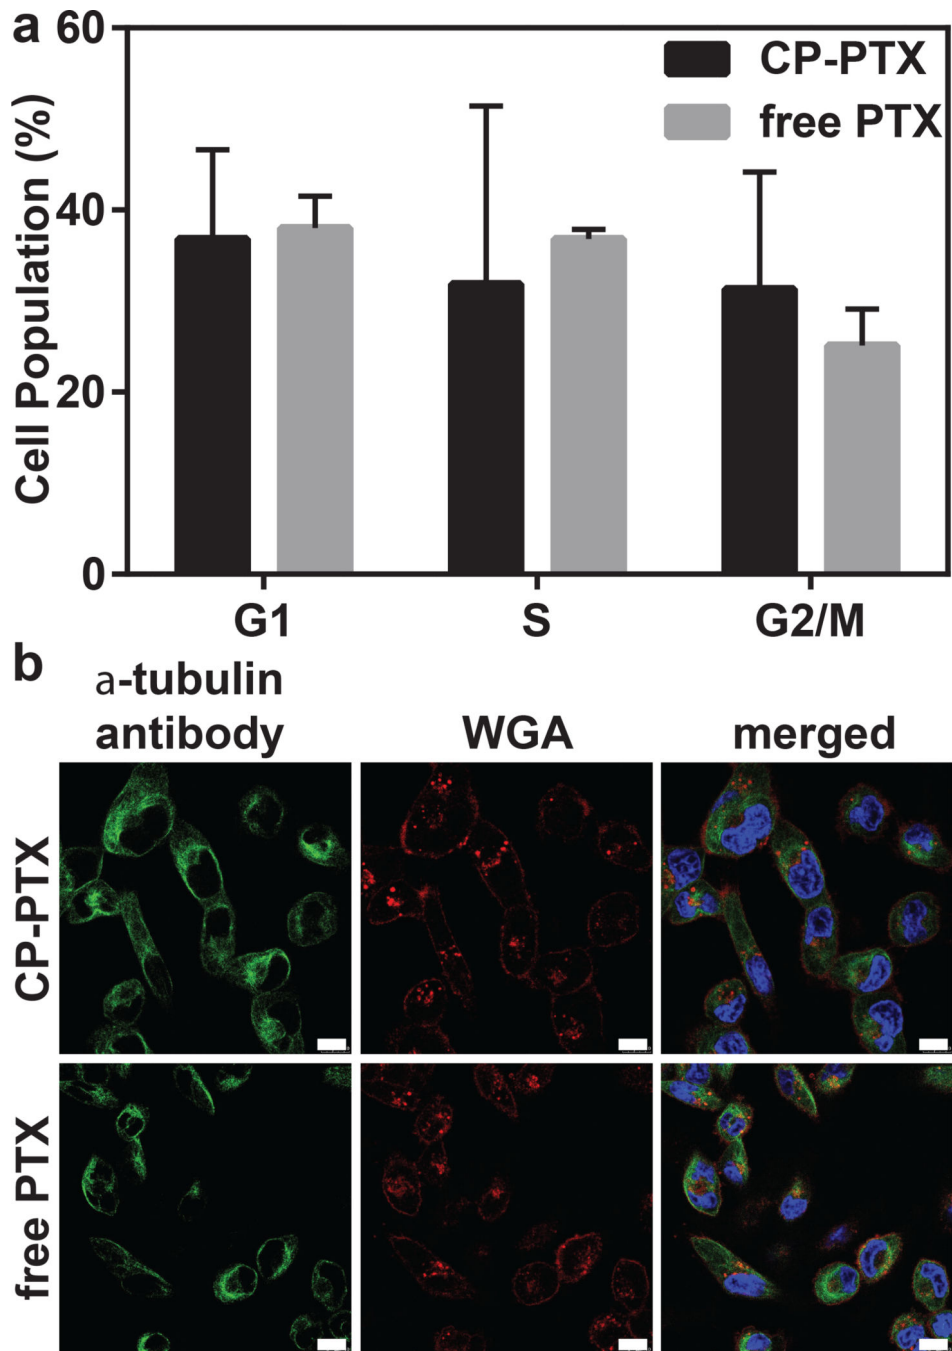 a
60
40
20
0
Cell Population (%)
CP-PTX
free PTX
G1 S G2/M
b
a-tubulin
antibody WGA merged
CP-PTX
free PTX